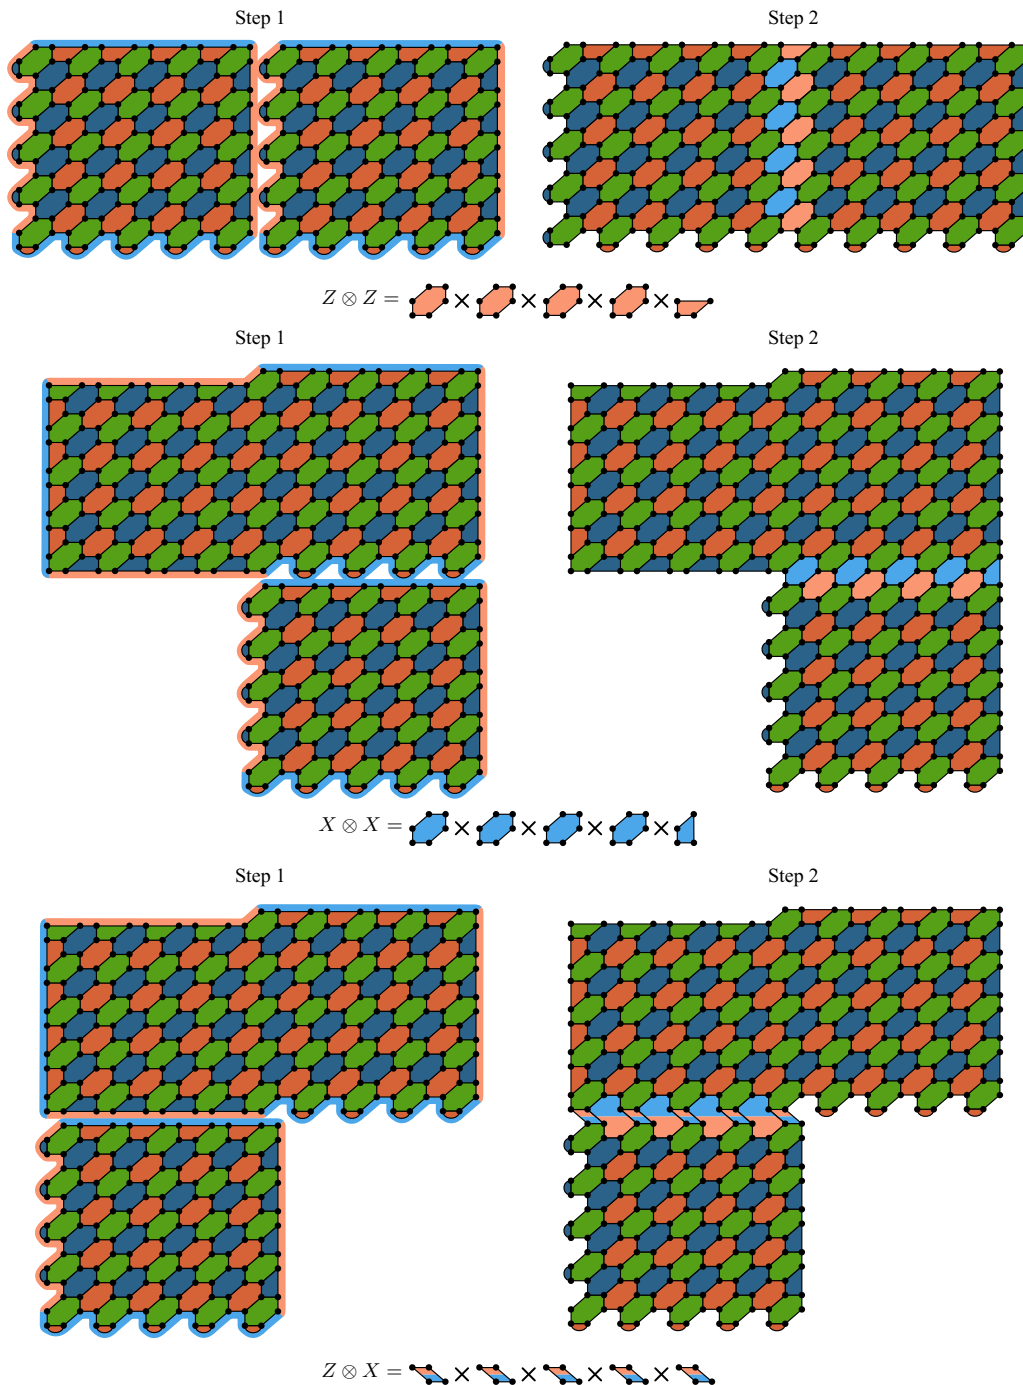 Step 1
Step 2
Z ⊗ Z = × × × ×
Step 1
Step 2
X ⊗ X = × × × ×
Step 1
Step 2
Z ⊗ X = × × × ×